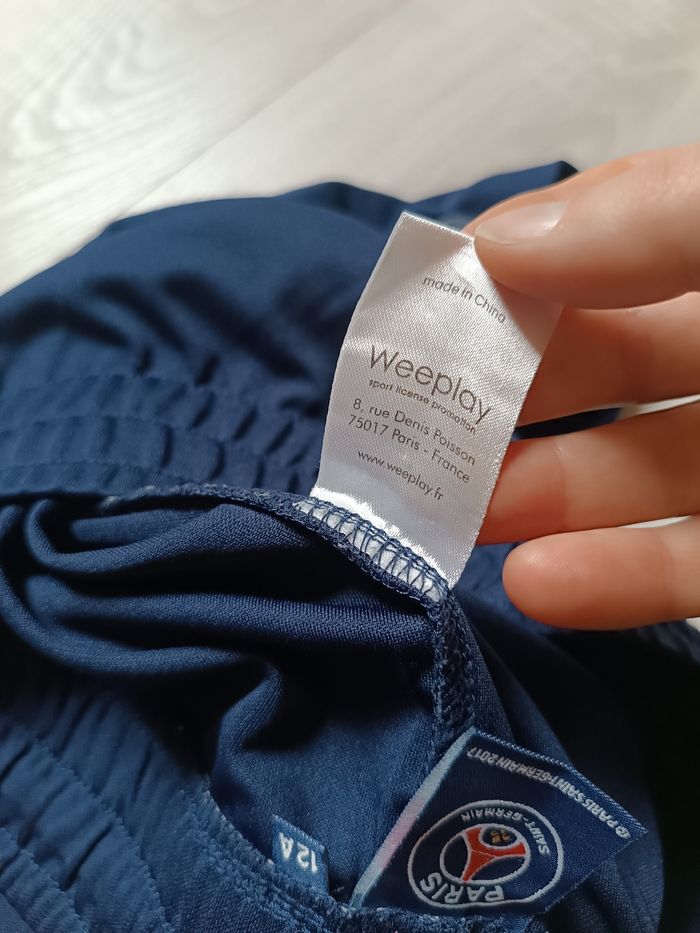 made in China
Weeplay
sport license promotion
8, rue Denis Poisson
75017 Paris - France
www.weeplay.fr
© PARIS SAINT-GERMAIN 2017
PARIS
SAINT-GERMAIN
12A